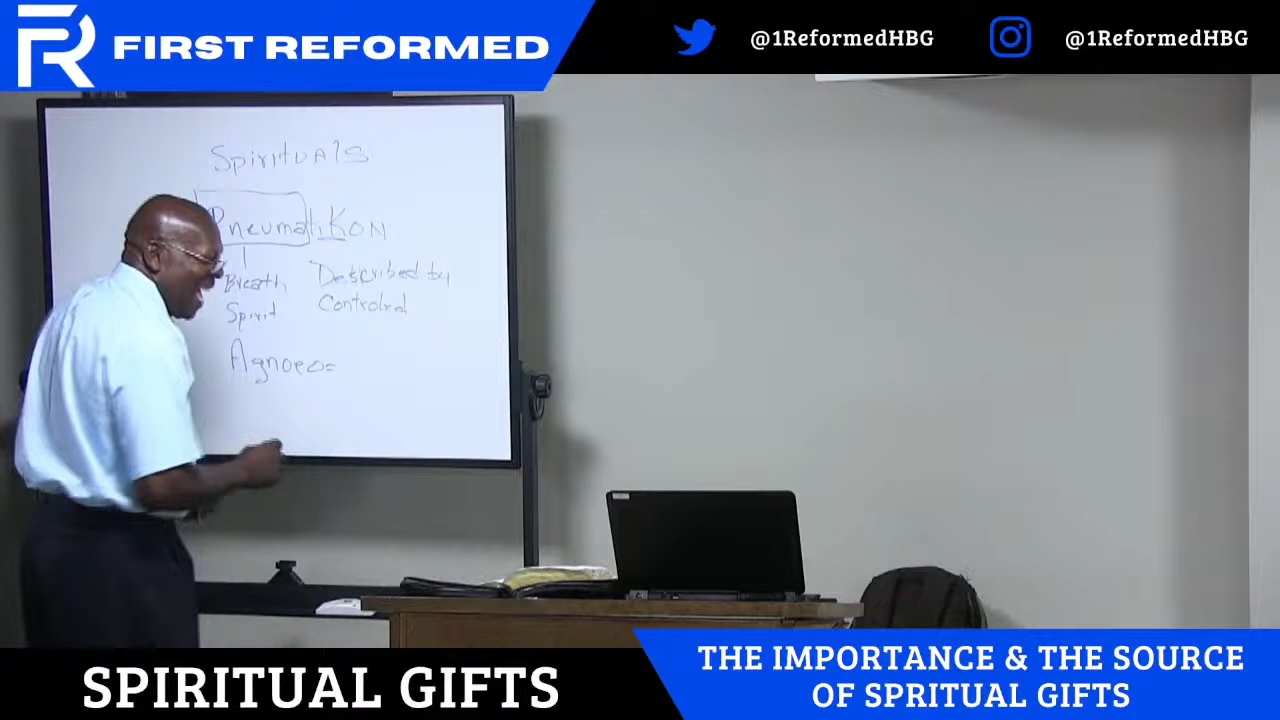 FR
FIRST REFORMED
@1ReformedHBG
@1ReformedHBG
Spirituals
PneumatiKON
Breath
Described by
Spirit
Controled
Agnoeo=
SPIRITUAL GIFTS
THE IMPORTANCE & THE SOURCE
OF SPRITUAL GIFTS